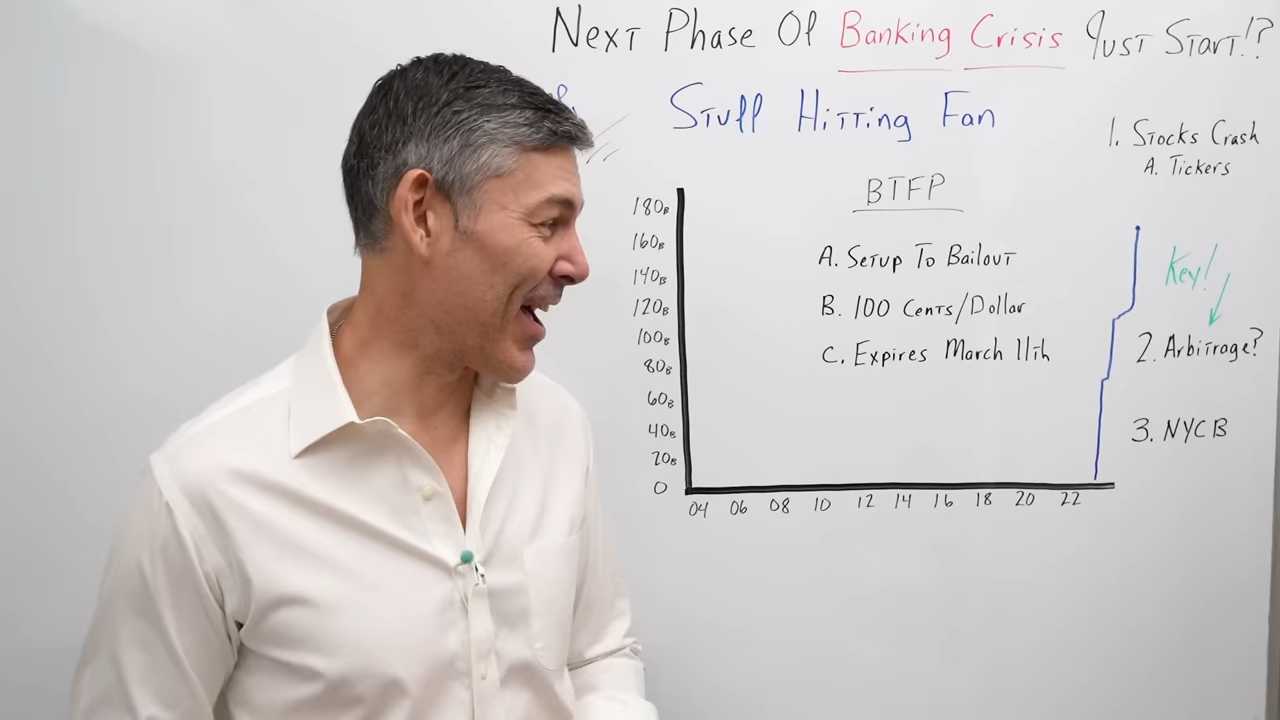 Next Phase Of Banking Crisis Just Start!?
Stuff Hitting Fan
1. Stocks Crash
A. Tickers
BTFP
A. Setup To Bailout
B. 100 Cents/Dollar
C. Expires March 11th
Key!
2. Arbitrage?
3. NYCB
180B
160B
140B
120B
100B
80B
60B
40B
20B
0
04 06 08 10 12 14 16 18 20 22